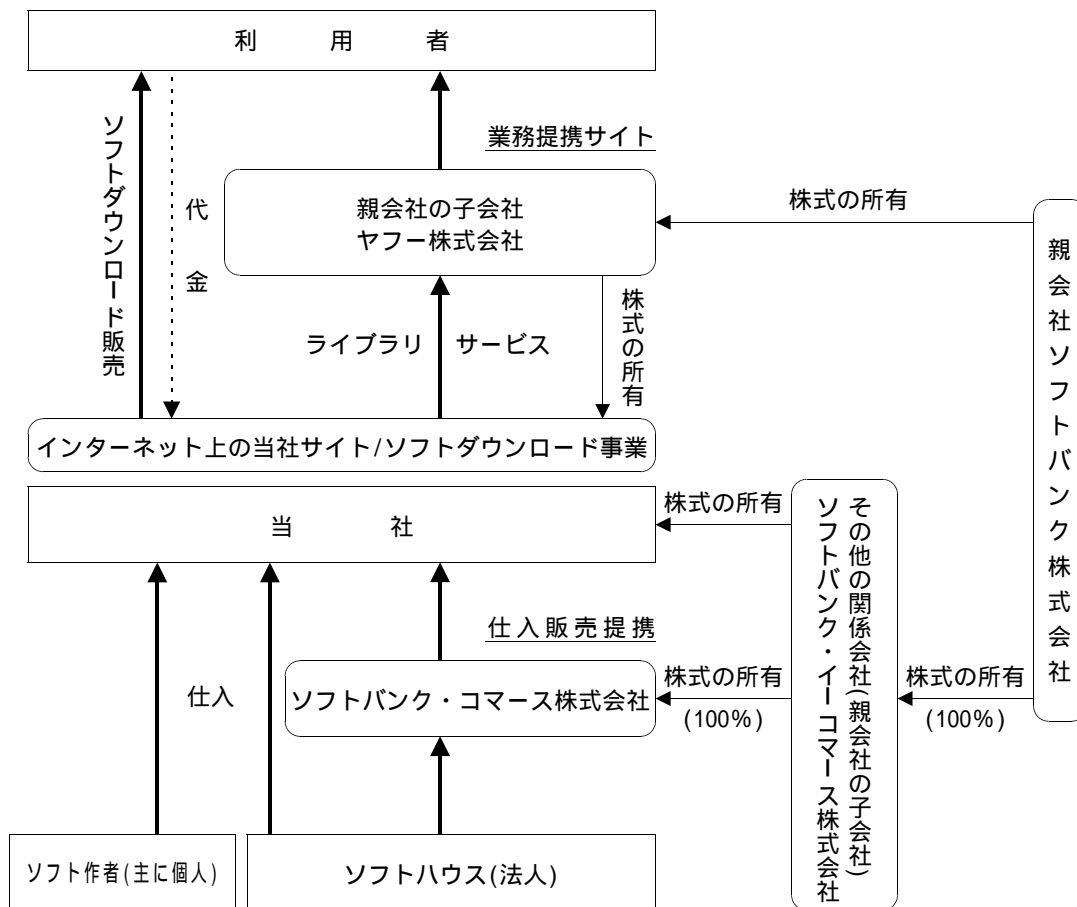 利用者
ソフトダウンロード販売
代金
業務提携サイト
親会社の子会社
ヤフー株式会社
株式の所有
親会社ソフトバンク株式会社
ライブラリ サービス
株式の所有
インターネット上の当社サイト/ソフトダウンロード事業
当社
株式の所有
その他の関係会社(親会社の子会社)
ソフトバンク・イーコマース株式会社
仕入販売提携
仕入
ソフトバンク・コマース株式会社
株式の所有
(100%)
株式の所有
(100%)
ソフト作者(主に個人)
ソフトハウス(法人)